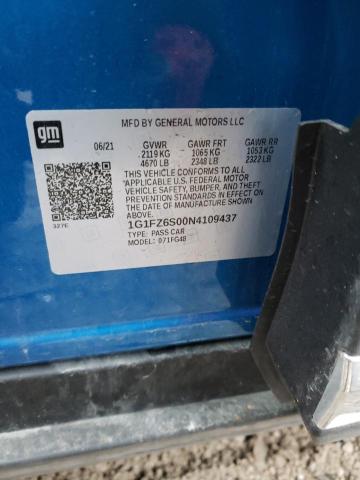 gm
MFD BY GENERAL MOTORS LLC
06/21 GVWR GAWR FRT GAWR RR
2119 KG 1065 KG 1053 KG
4670 LB 2348 LB 2322 LB
THIS VEHICLE CONFORMS TO ALL
APPLICABLE U.S. FEDERAL MOTOR
VEHICLE SAFETY, BUMPER, AND THEFT
PREVENTION STANDARDS IN EFFECT ON
THE DATE OF MANUFACTURE SHOWN ABOVE.
327E
1G1FZ6S00N4109437
TYPE: PASS CAR
MODEL: 071FG48